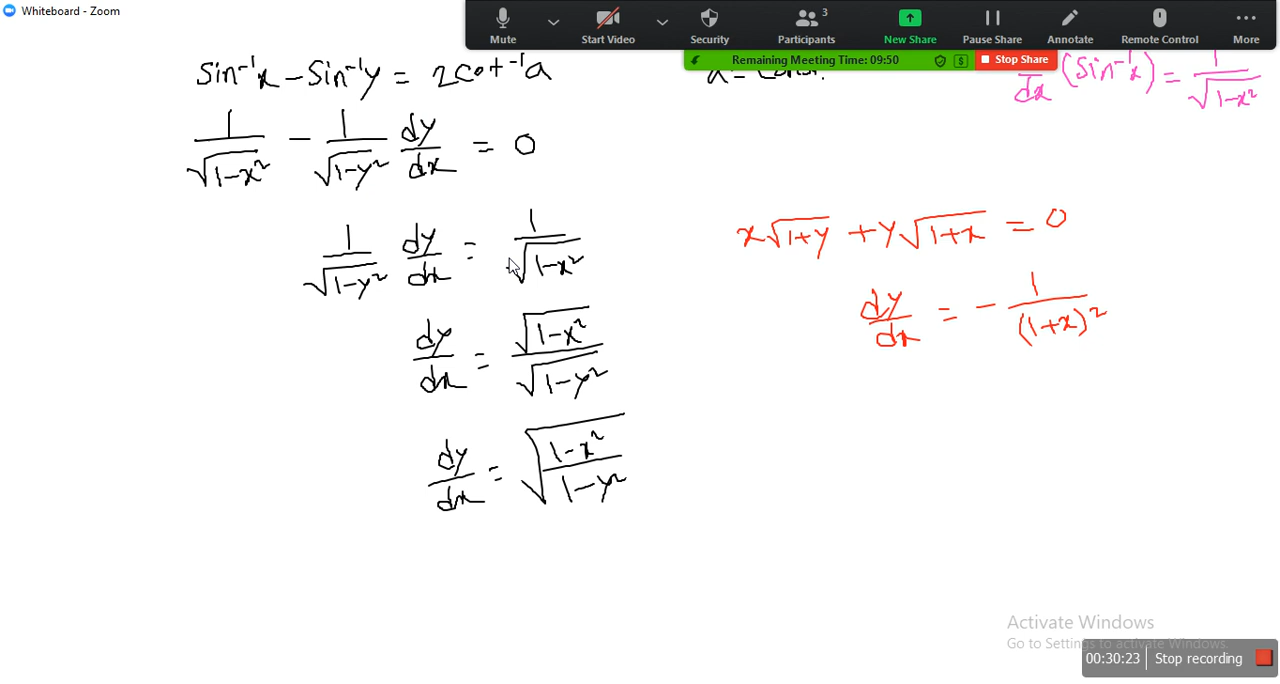 Whiteboard - Zoom
Mute
Start Video
Security
Participants 3
New Share
Pause Share
Annotate
Remote Control
More
Remaining Meeting Time: 09:50
Stop Share
Sin⁻¹x – Sin⁻¹y = 2Cot⁻¹a
dx (Sin⁻¹x) = 1/√(1-x²)
1/√(1-x²) – 1/√(1-y²) dy/dx = 0
1/√(1-y²) dy/dx = 1/√(1-x²)
dy/dx = √(1-x²)/√(1-y²)
dy/dx = √((1-x²)/(1-y²))
x√(1+y) + y√(1+x) = 0
dy/dx = – 1/(1+x)²
Activate Windows
Go to Settings to activate Windows.
00:30:23 Stop recording